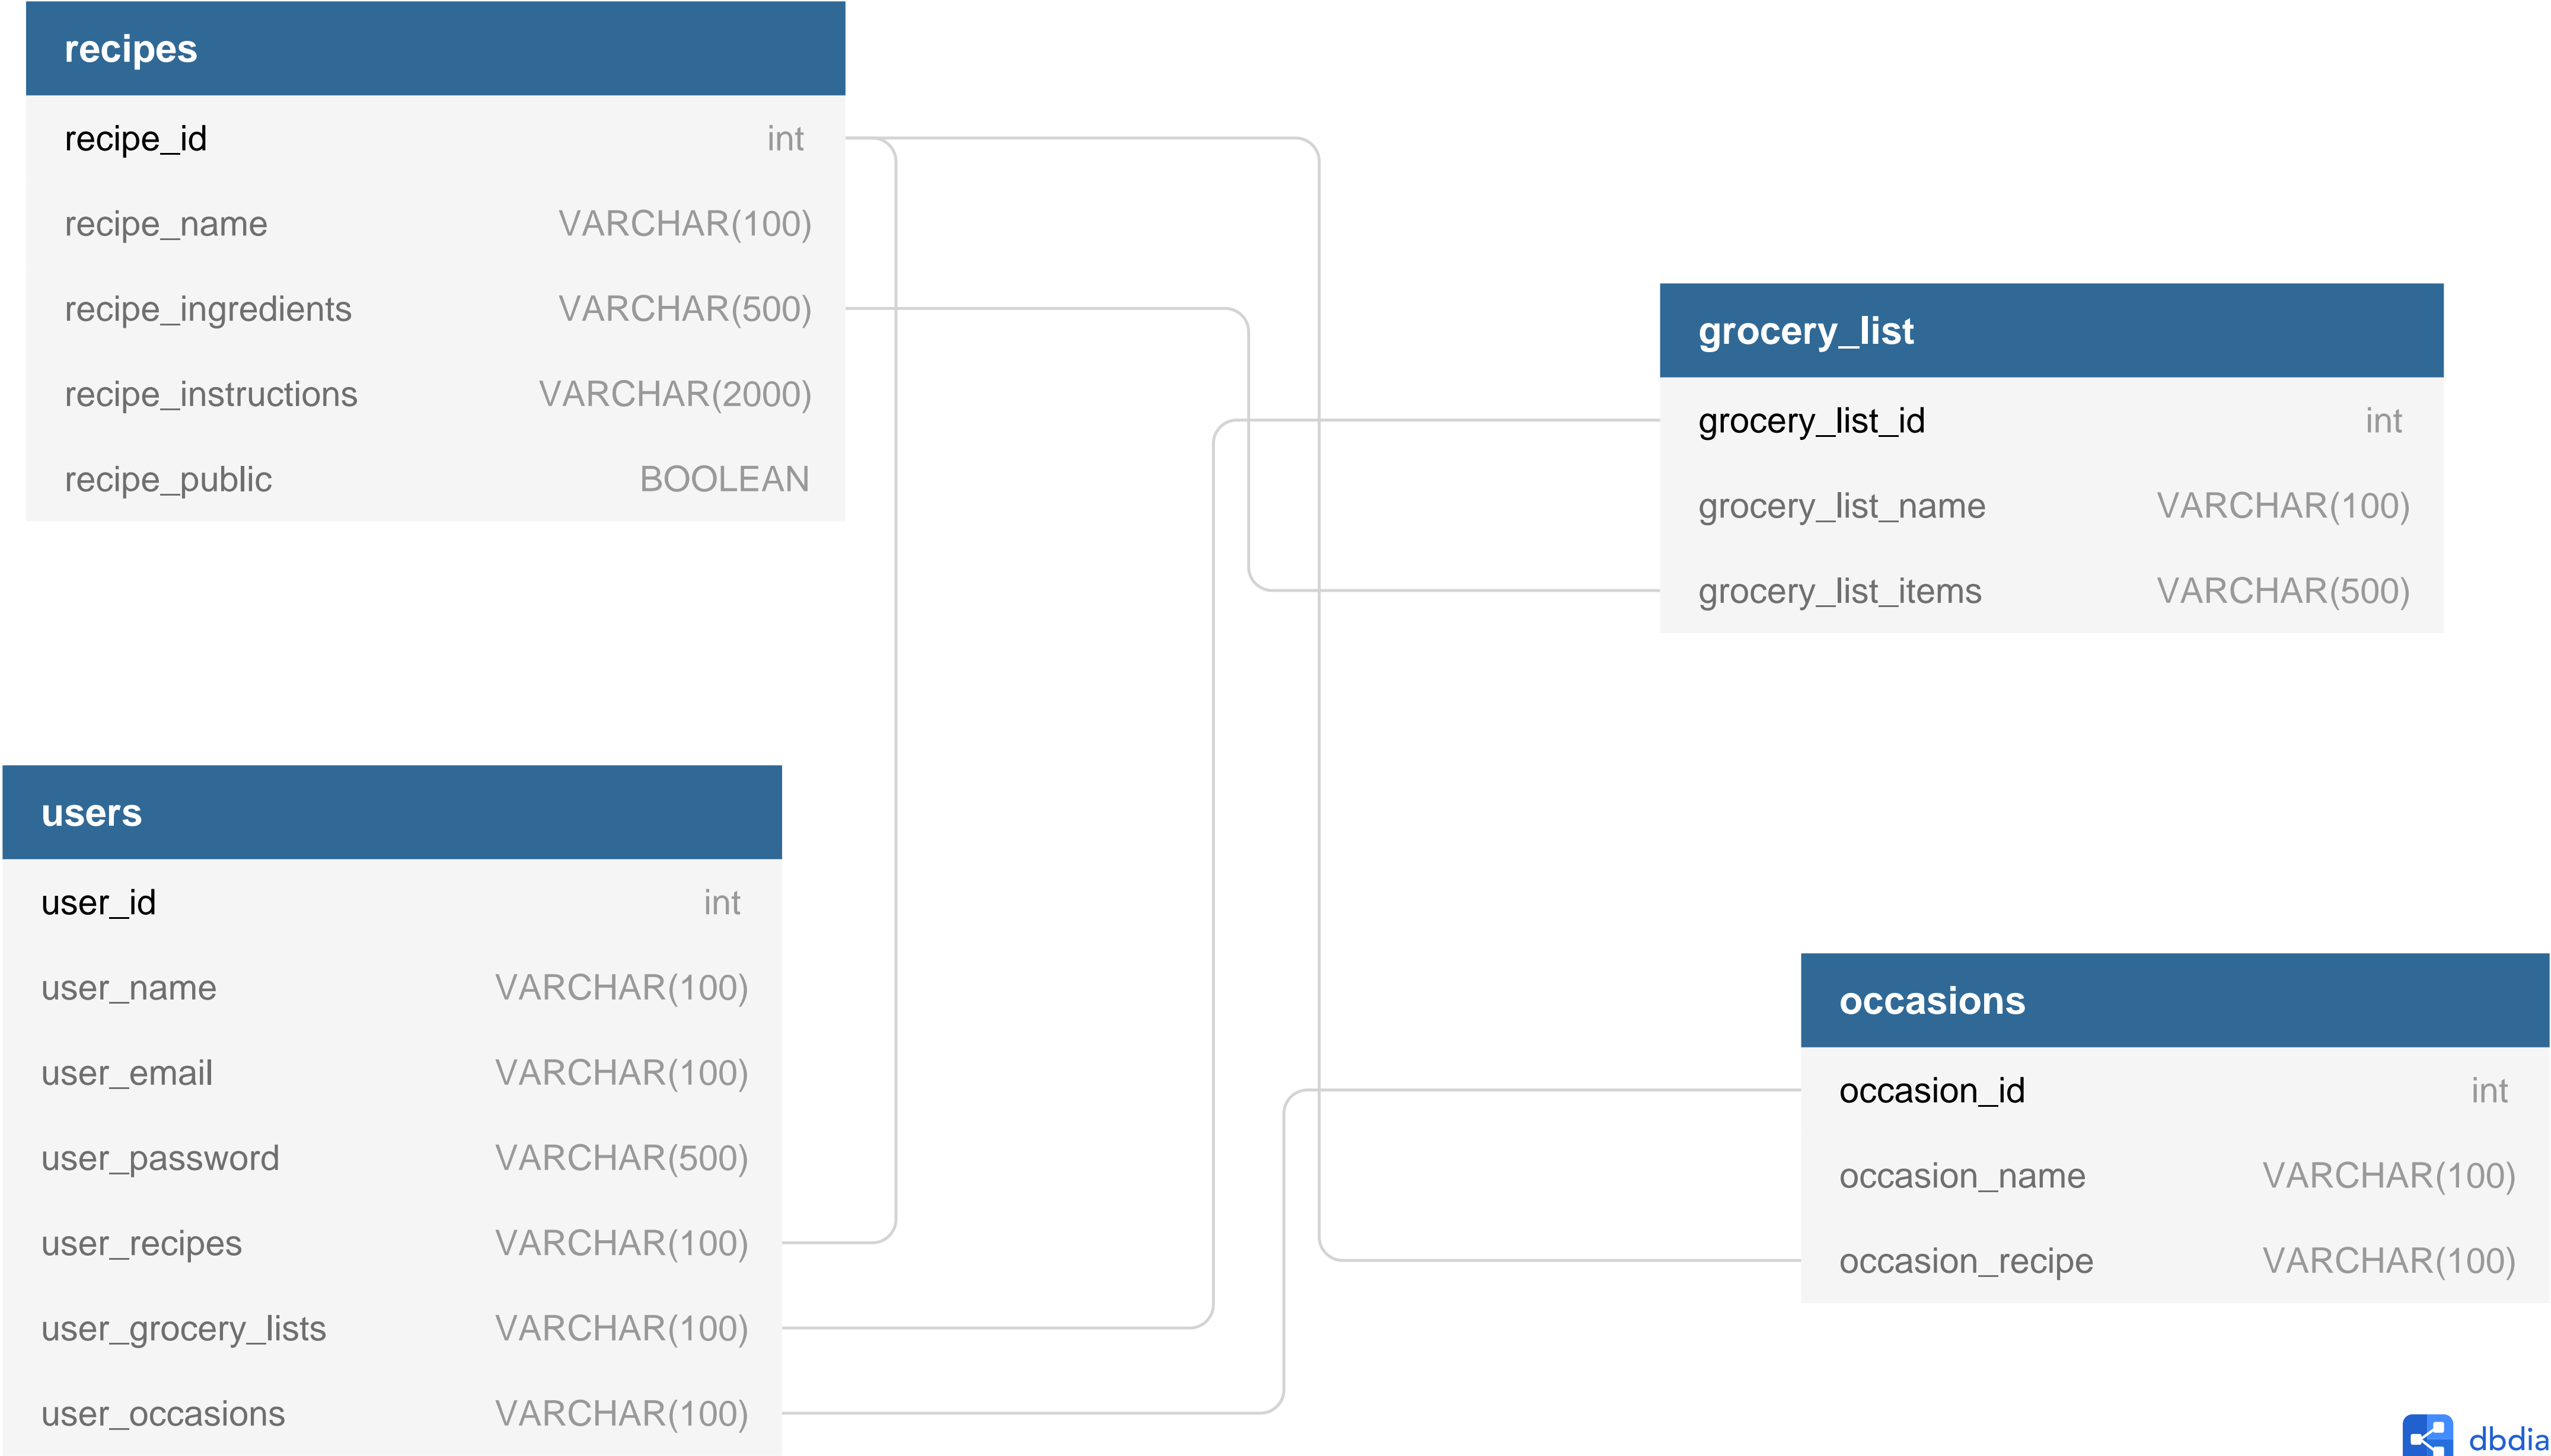 recipes
recipe_id int
recipe_name VARCHAR(100)
recipe_ingredients VARCHAR(500)
recipe_instructions VARCHAR(2000)
recipe_public BOOLEAN
grocery_list
grocery_list_id int
grocery_list_name VARCHAR(100)
grocery_list_items VARCHAR(500)
users
user_id int
user_name VARCHAR(100)
user_email VARCHAR(100)
user_password VARCHAR(500)
user_recipes VARCHAR(100)
user_grocery_lists VARCHAR(100)
user_occasions VARCHAR(100)
occasions
occasion_id int
occasion_name VARCHAR(100)
occasion_recipe VARCHAR(100)
dbdia